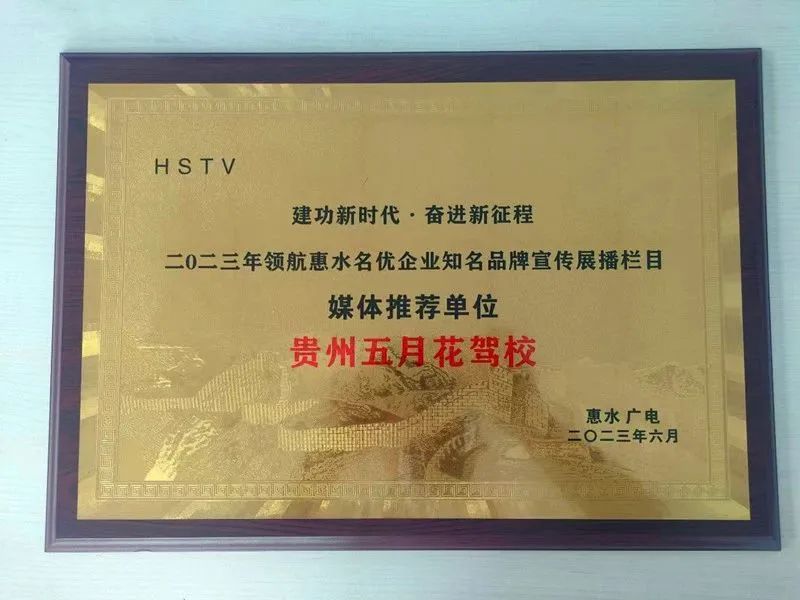 HSTV
建功新时代·奋进新征程
二0二三年领航惠水名优企业知名品牌宣传展播栏目
媒体推荐单位
贵州五月花驾校
惠水广电
二〇二三年六月